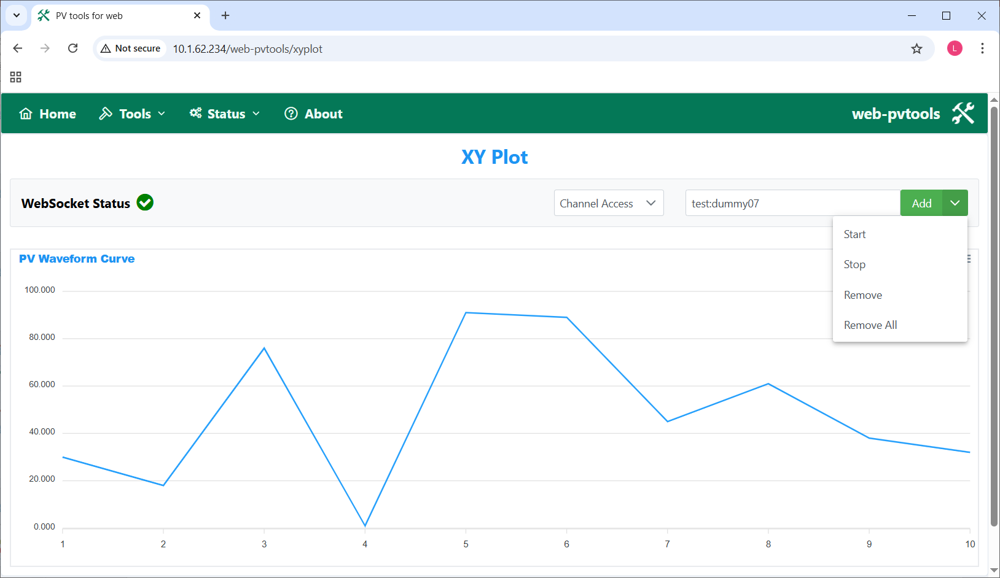 PV tools for web
Not secure
10.1.62.234/web-pvtools/xyplot
L
Home
Tools
Status
About
web-pvtools
XY Plot
WebSocket Status
Channel Access
test:dummy07
Add
Start
Stop
Remove
Remove All
PV Waveform Curve
100.000
80.000
60.000
40.000
20.000
0.000
1 2 3 4 5 6 7 8 9 10